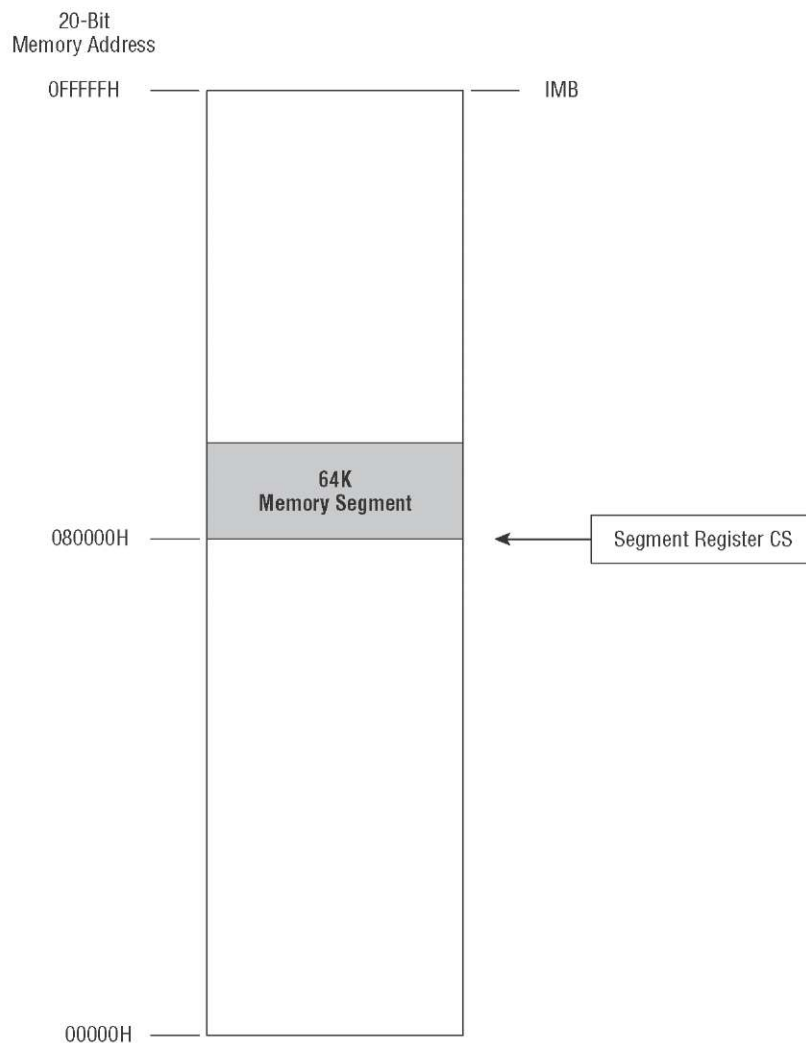 20-Bit
Memory Address
0FFFFFH
IMB
64K
Memory Segment
080000H
Segment Register CS
00000H